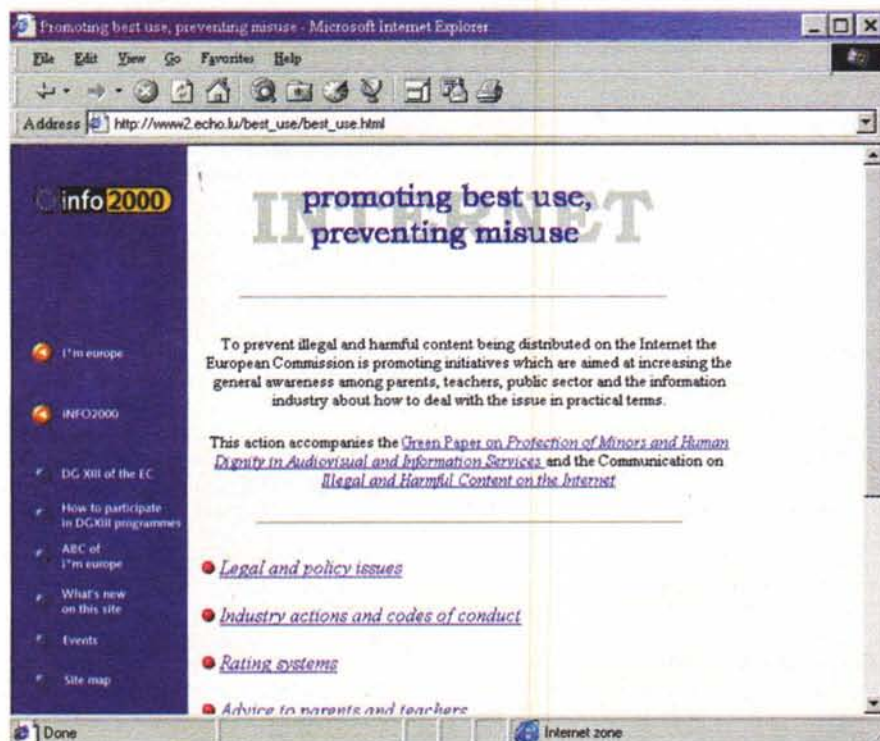 Promoting best use, preventing misuse - Microsoft Internet Explorer
File Edit View Go Favorites Help
Address http://www2.echo.lu/best_use/best_use.html
info2000
INTERNET
promoting best use,
preventing misuse
To prevent illegal and harmful content being distributed on the Internet the
European Commission is promoting initiatives which are aimed at increasing the
general awareness among parents, teachers, public sector and the information
industry about how to deal with the issue in practical terms.
This action accompanies the Green Paper on Protection of Minors and Human
Dignity in Audiovisual and Information Services and the Communication on
Illegal and Harmful Content on the Internet
I*m europe
INFO2000
DG XIII of the EC
How to participate
in DGXIII programmes
ABC of
I*m europe
What's new
on this site
Events
Site map
Legal and policy issues
Industry actions and codes of conduct
Rating systems
Advice to parents and teachers
Done
Internet zone